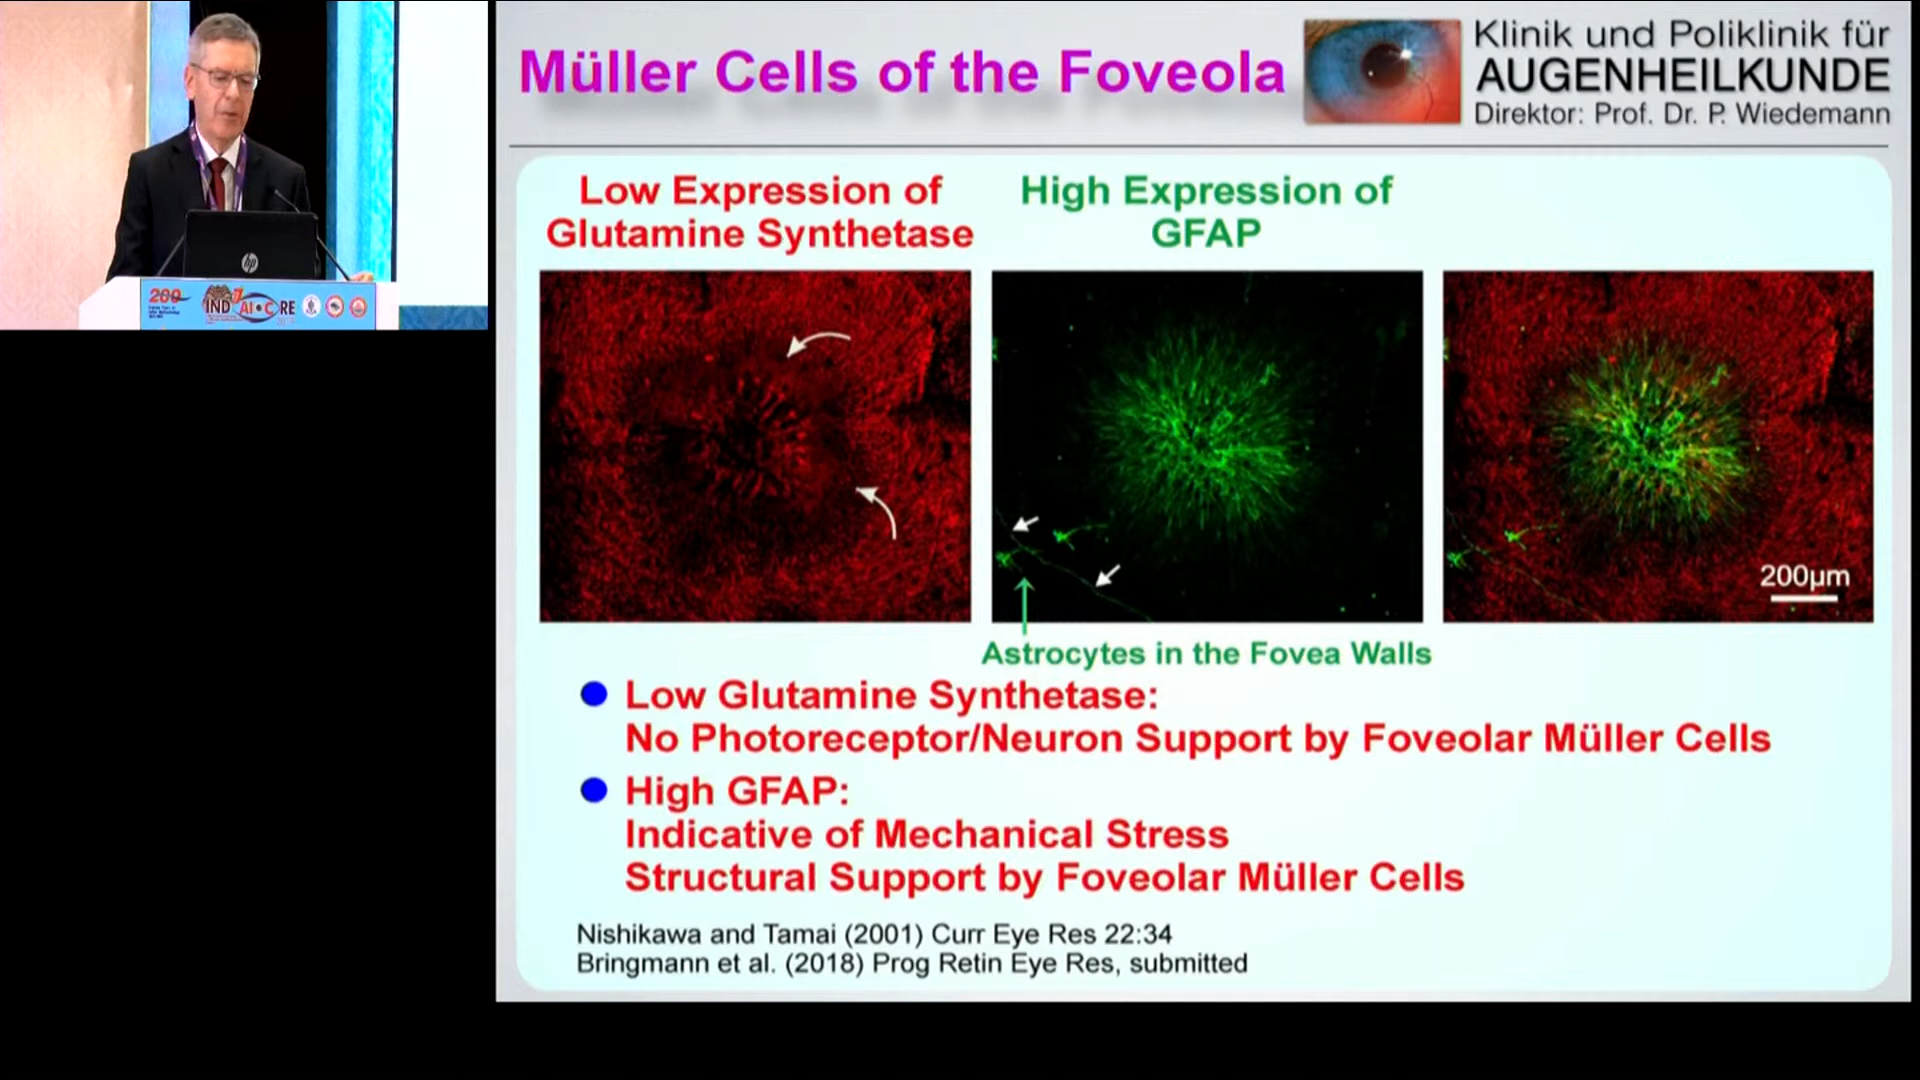 Müller Cells of the Foveola
Klinik und Poliklinik für
AUGENHEILKUNDE
Direktor: Prof. Dr. P. Wiedemann
Low Expression of
Glutamine Synthetase
High Expression of
GFAP
200µm
Astrocytes in the Fovea Walls
Low Glutamine Synthetase:
No Photoreceptor/Neuron Support by Foveolar Müller Cells
High GFAP:
Indicative of Mechanical Stress
Structural Support by Foveolar Müller Cells
Nishikawa and Tamai (2001) Curr Eye Res 22:34
Bringmann et al. (2018) Prog Retin Eye Res, submitted
hp
200